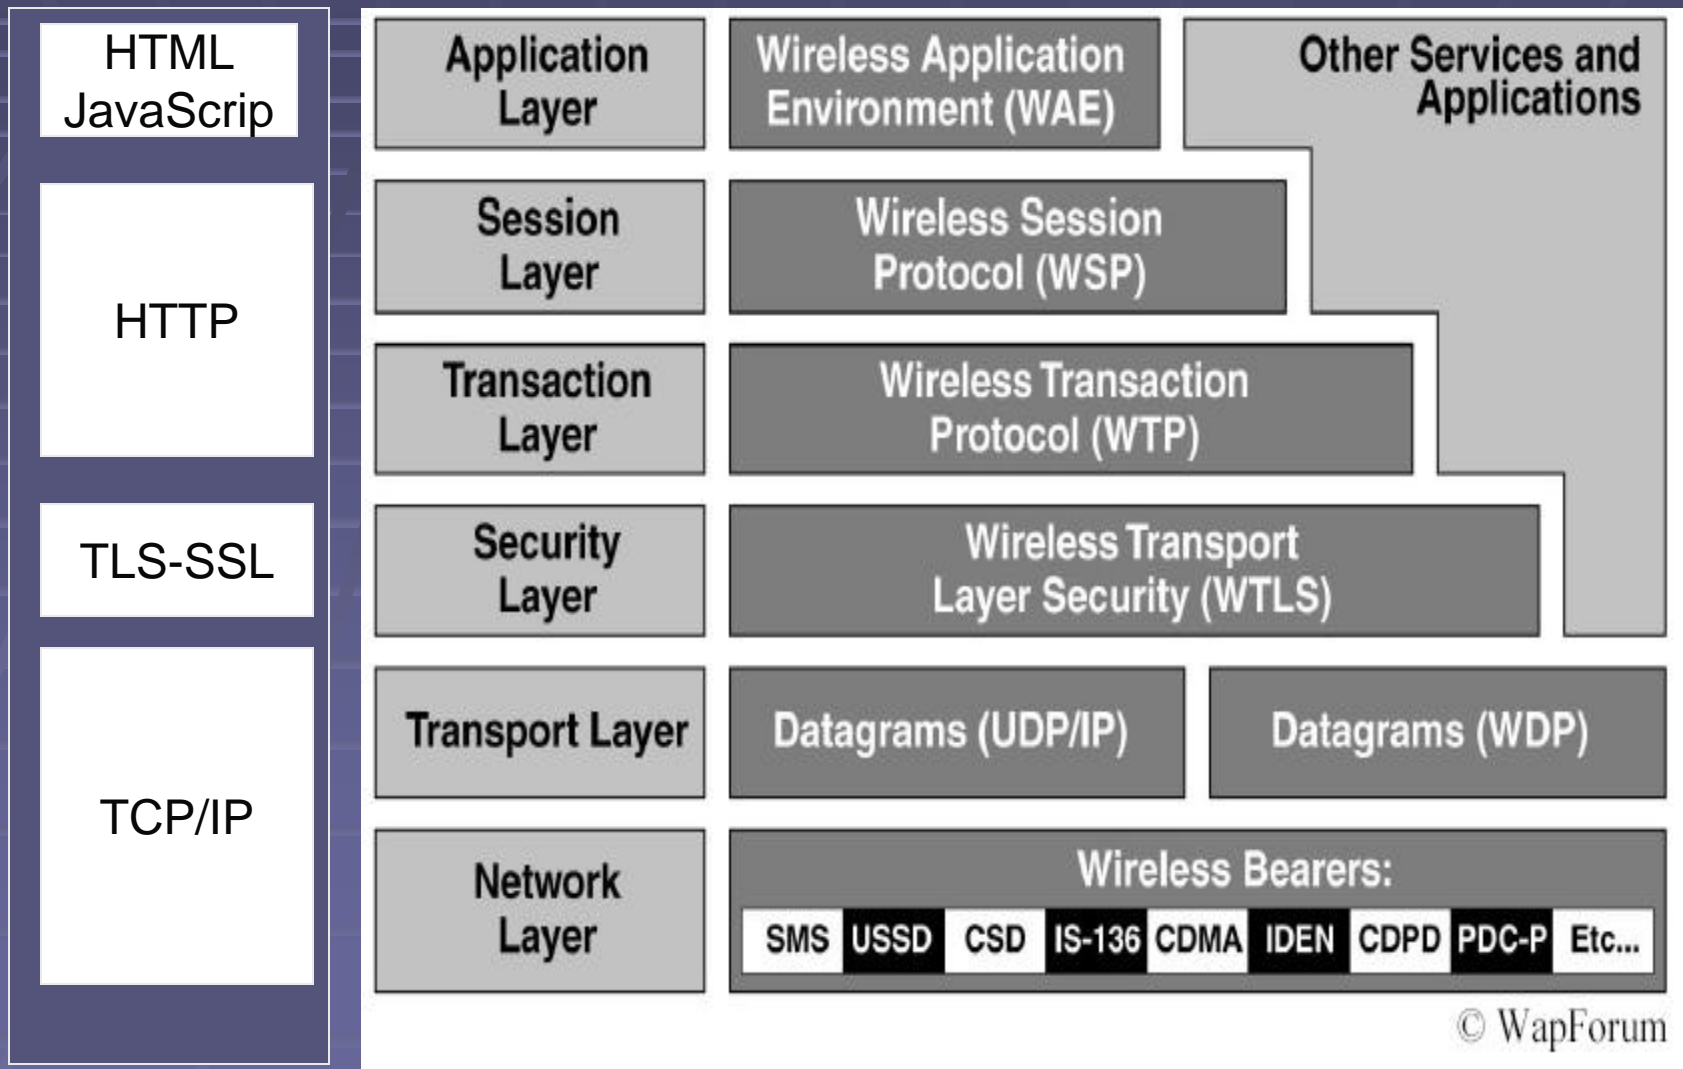 HTML
JavaScrip
HTTP
TLS-SSL
TCP/IP
Application
Layer
Wireless Application
Environment (WAE)
Other Services and
Applications
Session
Layer
Wireless Session
Protocol (WSP)
Transaction
Layer
Wireless Transaction
Protocol (WTP)
Security
Layer
Wireless Transport
Layer Security (WTLS)
Transport Layer
Datagrams (UDP/IP)
Datagrams (WDP)
Network
Layer
Wireless Bearers:
SMS USSD CSD IS-136 CDMA IDEN CDPD PDC-P Etc...
© WapForum